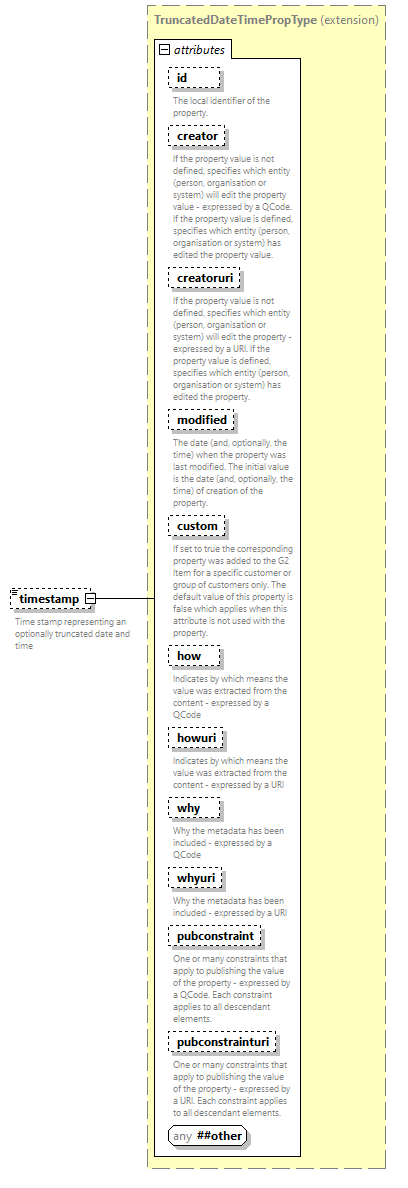 TruncatedDateTimePropType (extension)
attributes
id
The local identifier of the
property.
creator
If the property value is not
defined, specifies which entity
(person, organisation or
system) will edit the property
value - expressed by a QCode.
If the property value is defined,
specifies which entity (person,
organisation or system) has
edited the property value.
creatoruri
If the property value is not
defined, specifies which entity
(person, organisation or
system) will edit the property -
expressed by a URI. If the
property value is defined,
specifies which entity (person,
organisation or system) has
edited the property.
modified
The date (and, optionally, the
time) when the property was
last modified. The initial value
is the date (and, optionally, the
time) of creation of the
property.
custom
If set to true the corresponding
property was added to the G2
Item for a specific customer or
group of customers only. The
default value of this property is
false which applies when this
attribute is not used with the
property.
timestamp
Time stamp representing an
optionally truncated date and
time
how
Indicates by which means the
value was extracted from the
content - expressed by a
QCode
howuri
Indicates by which means the
value was extracted from the
content - expressed by a URI
why
Why the metadata has been
included - expressed by a
QCode
whyuri
Why the metadata has been
included - expressed by a URI
pubconstraint
One or many constraints that
apply to publishing the value
of the property - expressed by
a QCode. Each constraint
applies to all descendant
elements.
pubconstrainturi
One or many constraints that
apply to publishing the value
of the property - expressed by
a URI. Each constraint applies
to all descendant elements.
any ##other